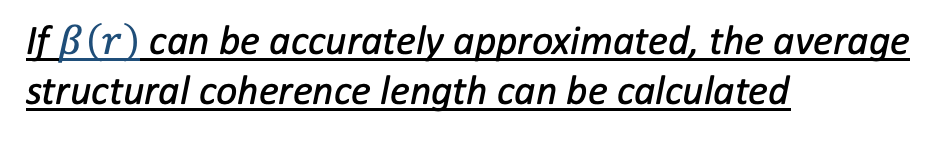 If β(r) can be accurately approximated, the average
structural coherence length can be calculated